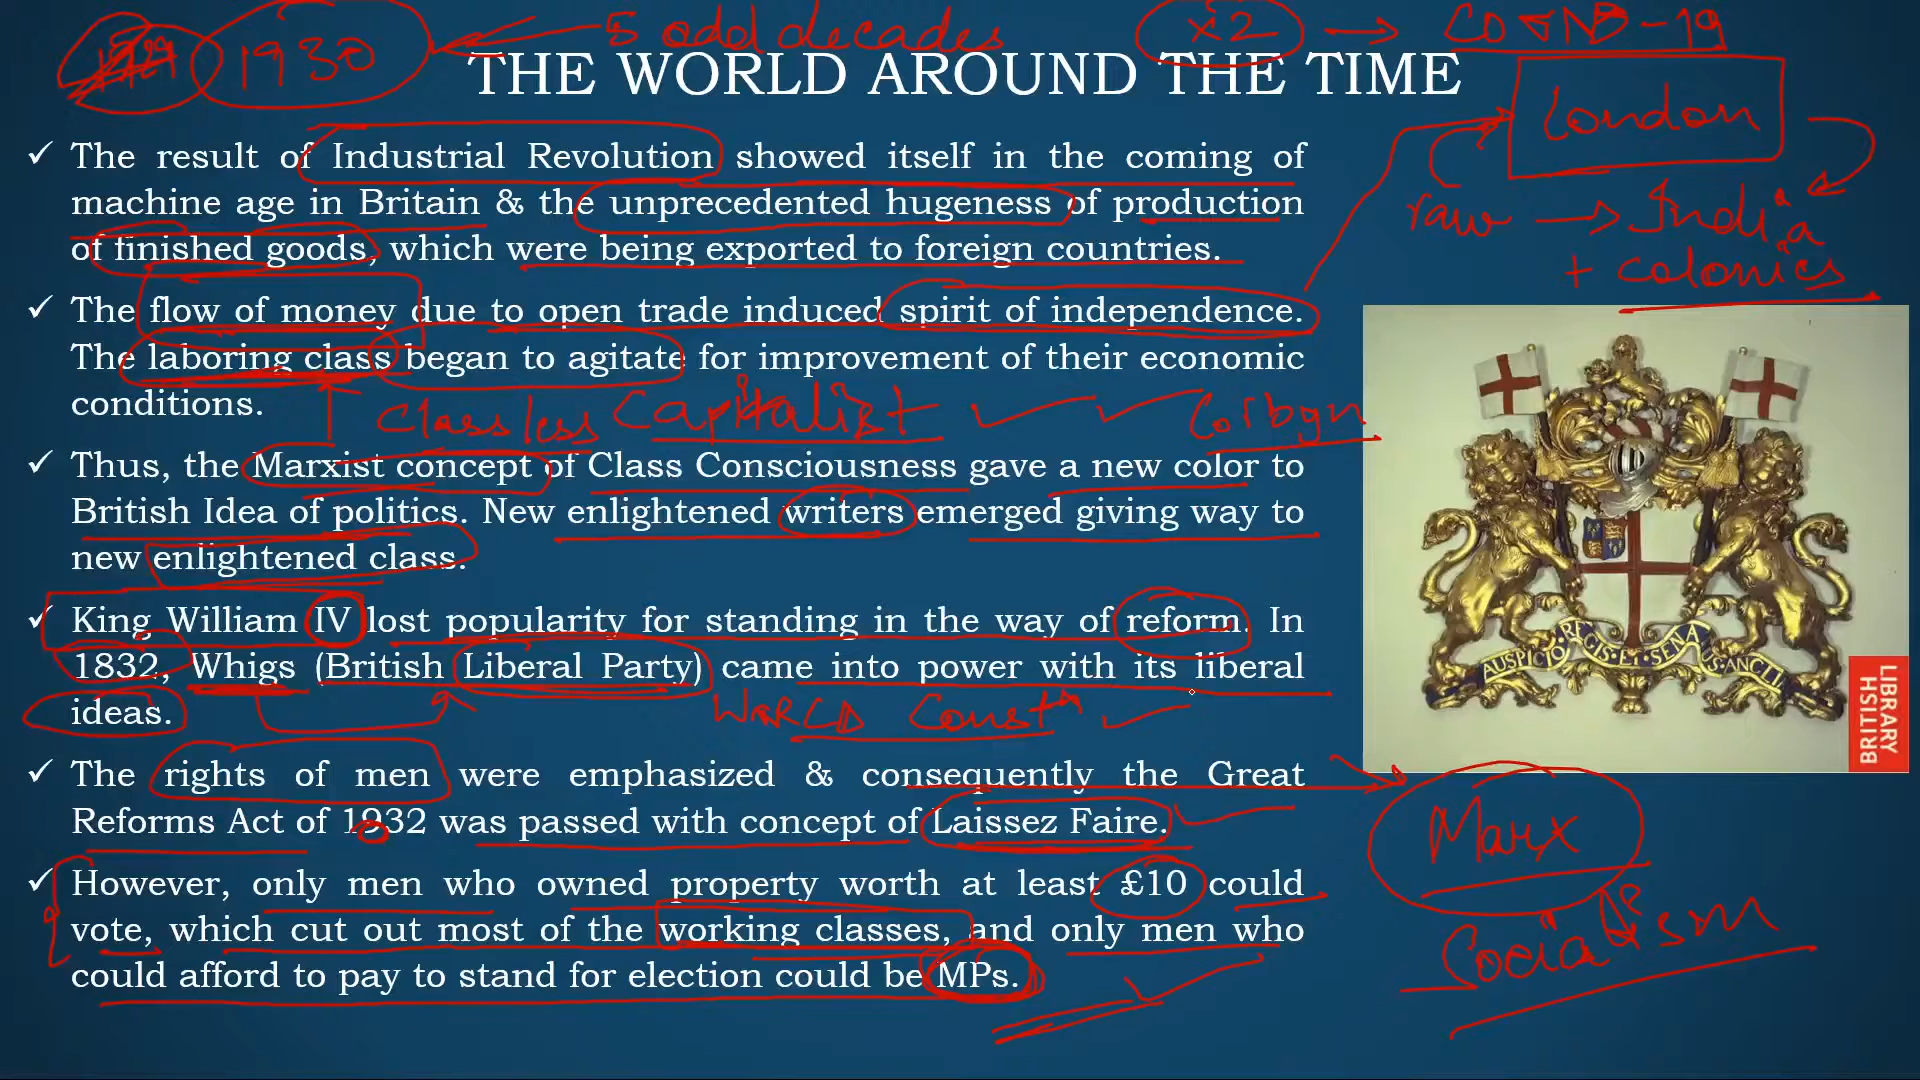 1930 5 odd decades x2 → COVID-19
THE WORLD AROUND THE TIME
London
✓ The result of Industrial Revolution showed itself in the coming of
machine age in Britain & the unprecedented hugeness of production
of finished goods, which were being exported to foreign countries.
raw → India
+ colonies
✓ The flow of money due to open trade induced spirit of independence.
The laboring class began to agitate for improvement of their economic
conditions.
Classless Capitalist Corbyn
✓ Thus, the Marxist concept of Class Consciousness gave a new color to
British Idea of politics. New enlightened writers emerged giving way to
new enlightened class.
✓ King William IV lost popularity for standing in the way of reform. In
1832, Whigs (British Liberal Party) came into power with its liberal
ideas.
WORLD Constn
AUSPICIO REGIS·ET·SENA US·ANGLI
BRITISH
LIBRARY
✓ The rights of men were emphasized & consequently the Great
Reforms Act of 1932 was passed with concept of Laissez Faire.
Marx
✓ However, only men who owned property worth at least £10 could
vote, which cut out most of the working classes, and only men who
could afford to pay to stand for election could be MPs.
Socialism